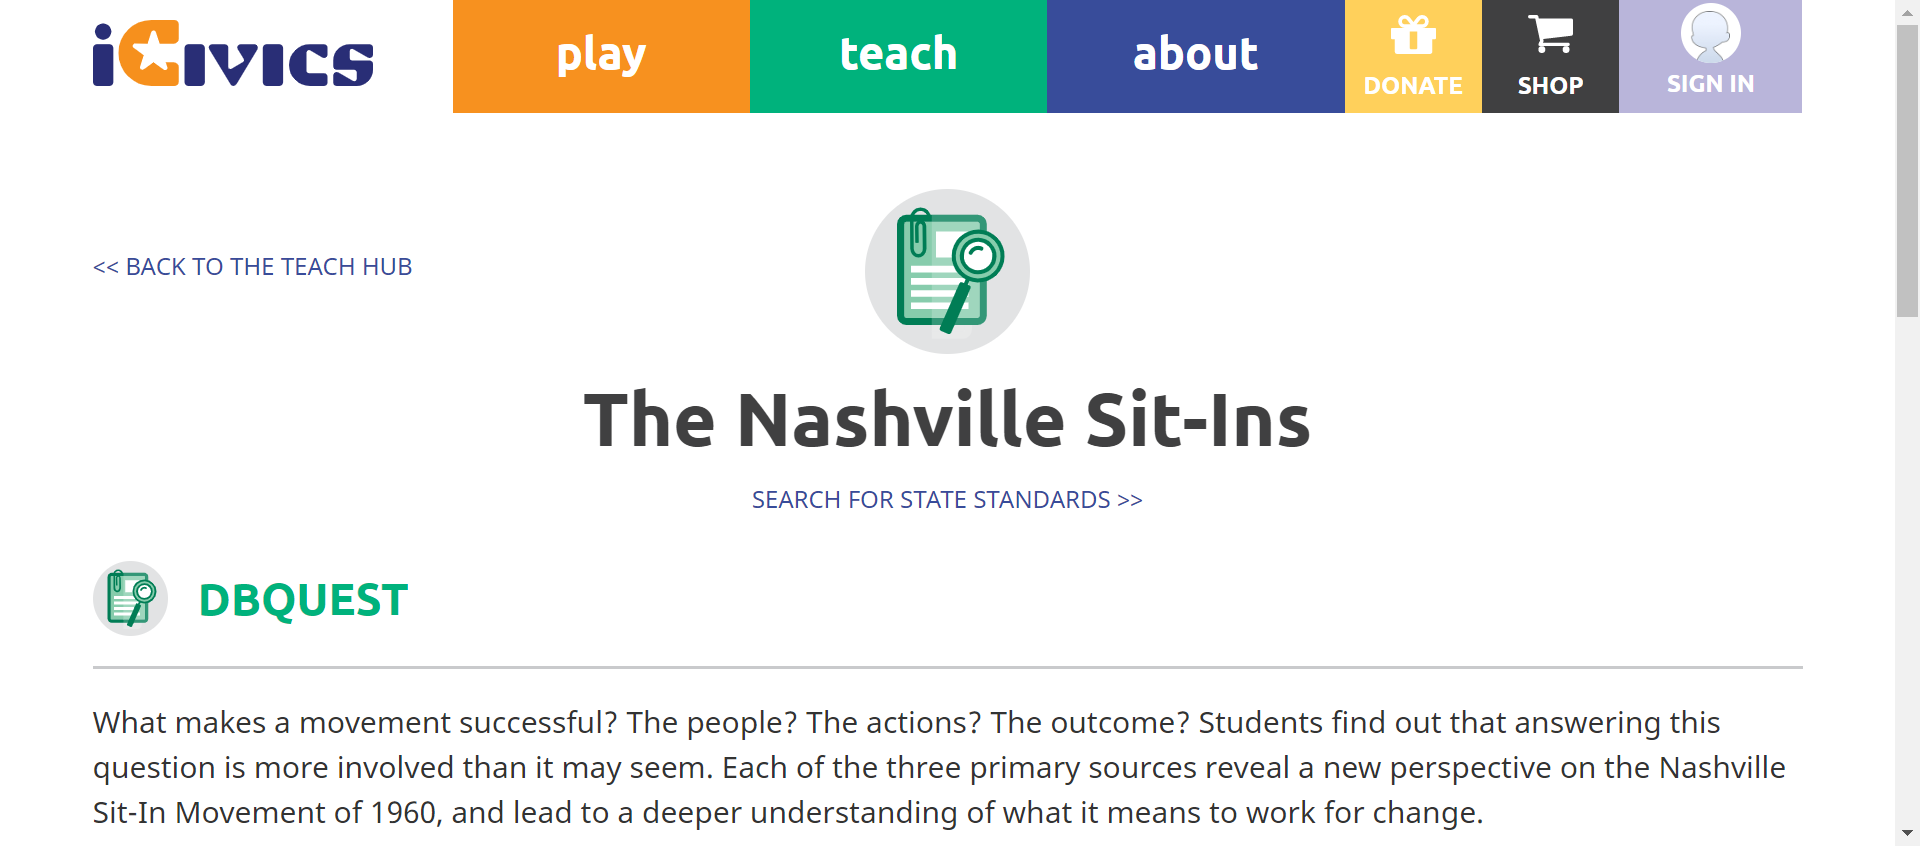 iCivics
play
teach
about
DONATE
SHOP
SIGN IN
<< BACK TO THE TEACH HUB
The Nashville Sit-Ins
SEARCH FOR STATE STANDARDS >>
DBQUEST
What makes a movement successful? The people? The actions? The outcome? Students find out that answering this
question is more involved than it may seem. Each of the three primary sources reveal a new perspective on the Nashville
Sit-In Movement of 1960, and lead to a deeper understanding of what it means to work for change.